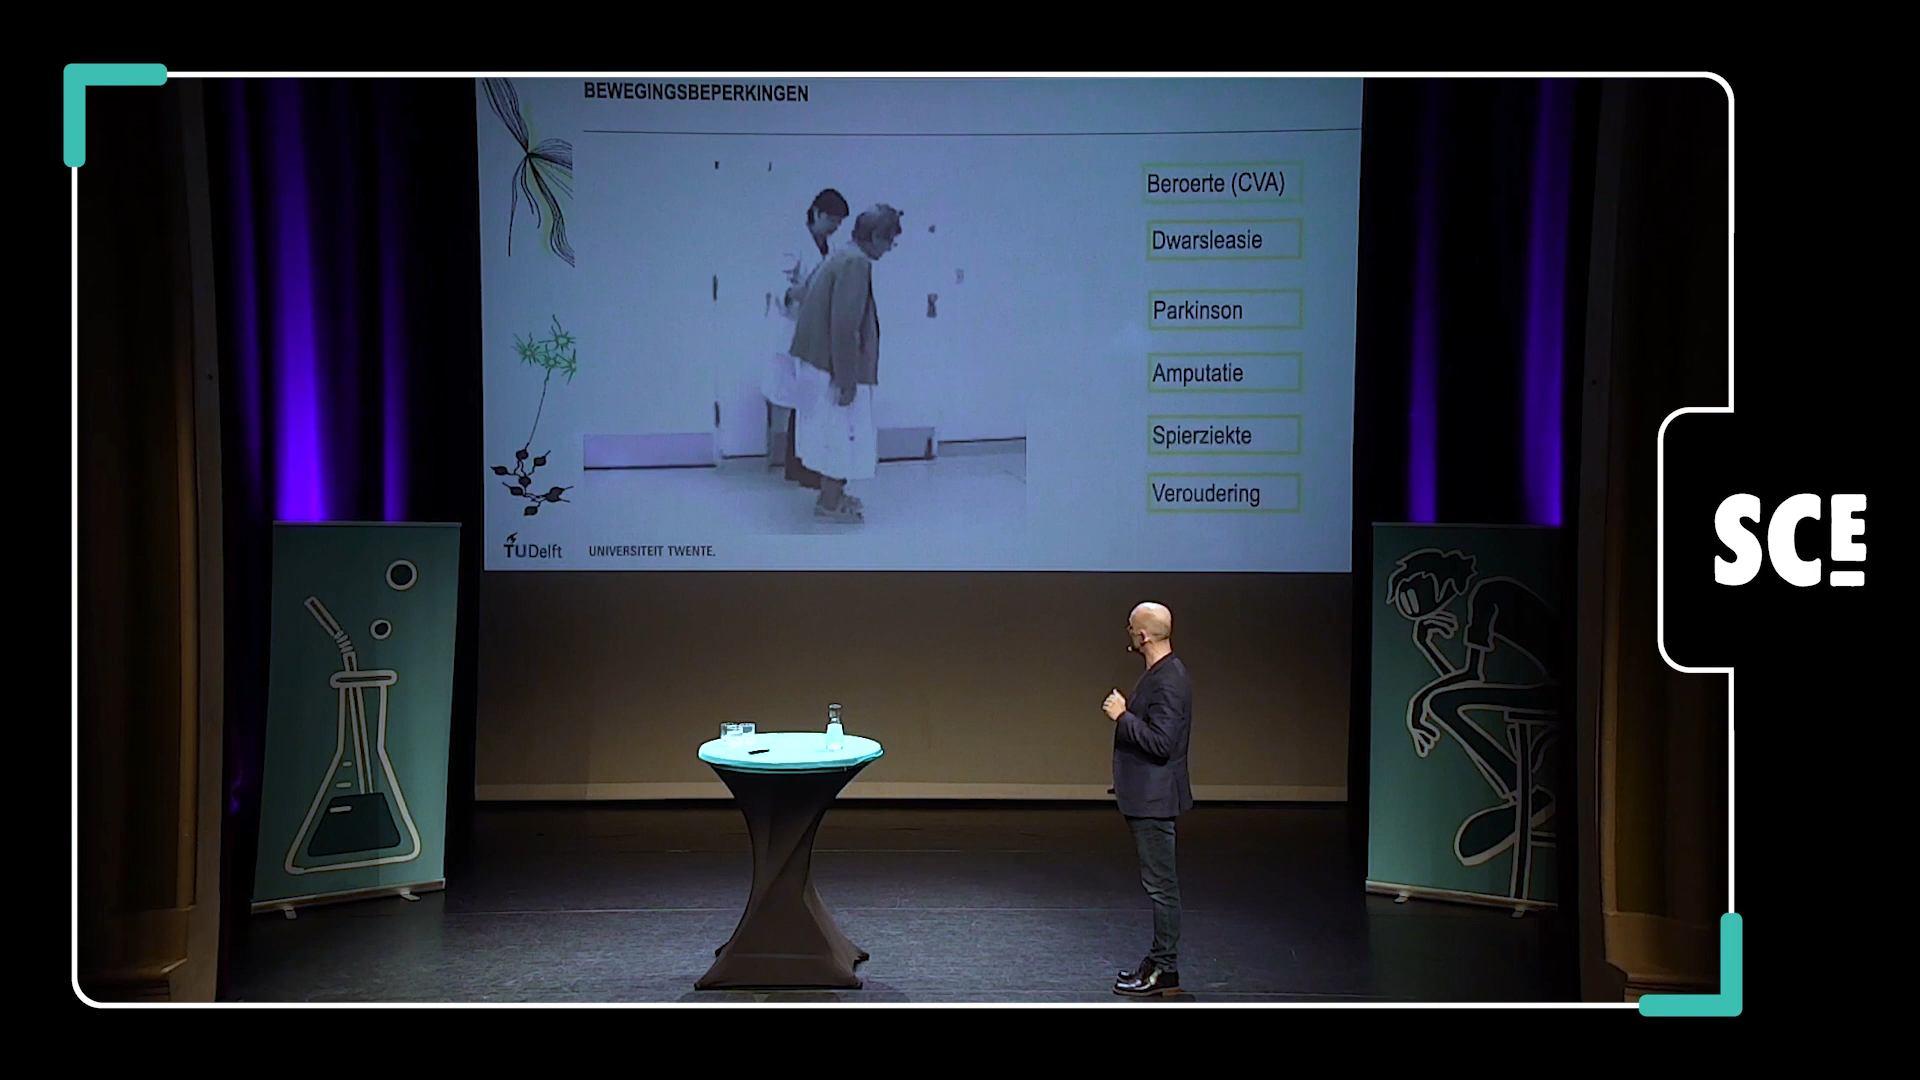 BEWEGINGSBEPERKINGEN
Beroerte (CVA)
Dwarsleasie
Parkinson
Amputatie
Spierziekte
Veroudering
TUDelft
UNIVERSITEIT TWENTE.
SCE